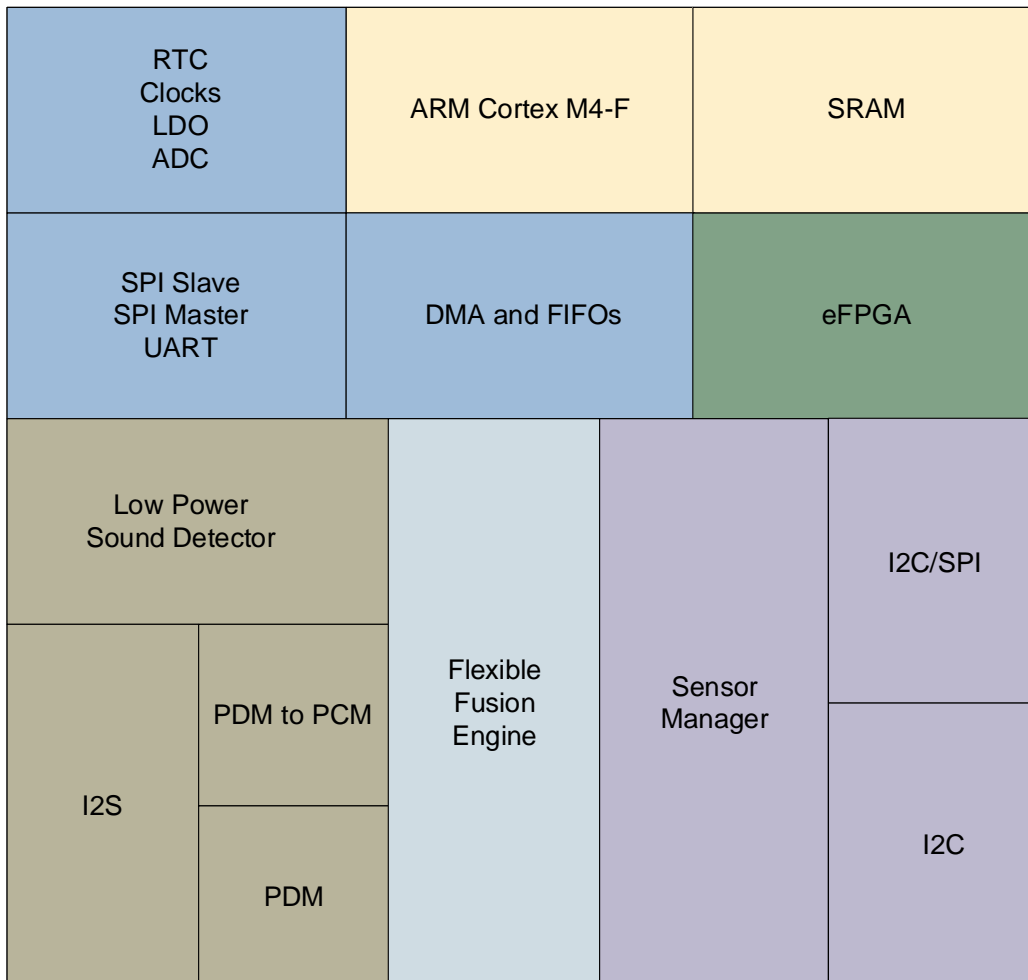 RTC
Clocks
LDO
ADC
ARM Cortex M4-F
SRAM
SPI Slave
SPI Master
UART
DMA and FIFOs
eFPGA
Low Power
Sound Detector
I2S
PDM to PCM
PDM
Flexible
Fusion
Engine
Sensor
Manager
I2C/SPI
I2C